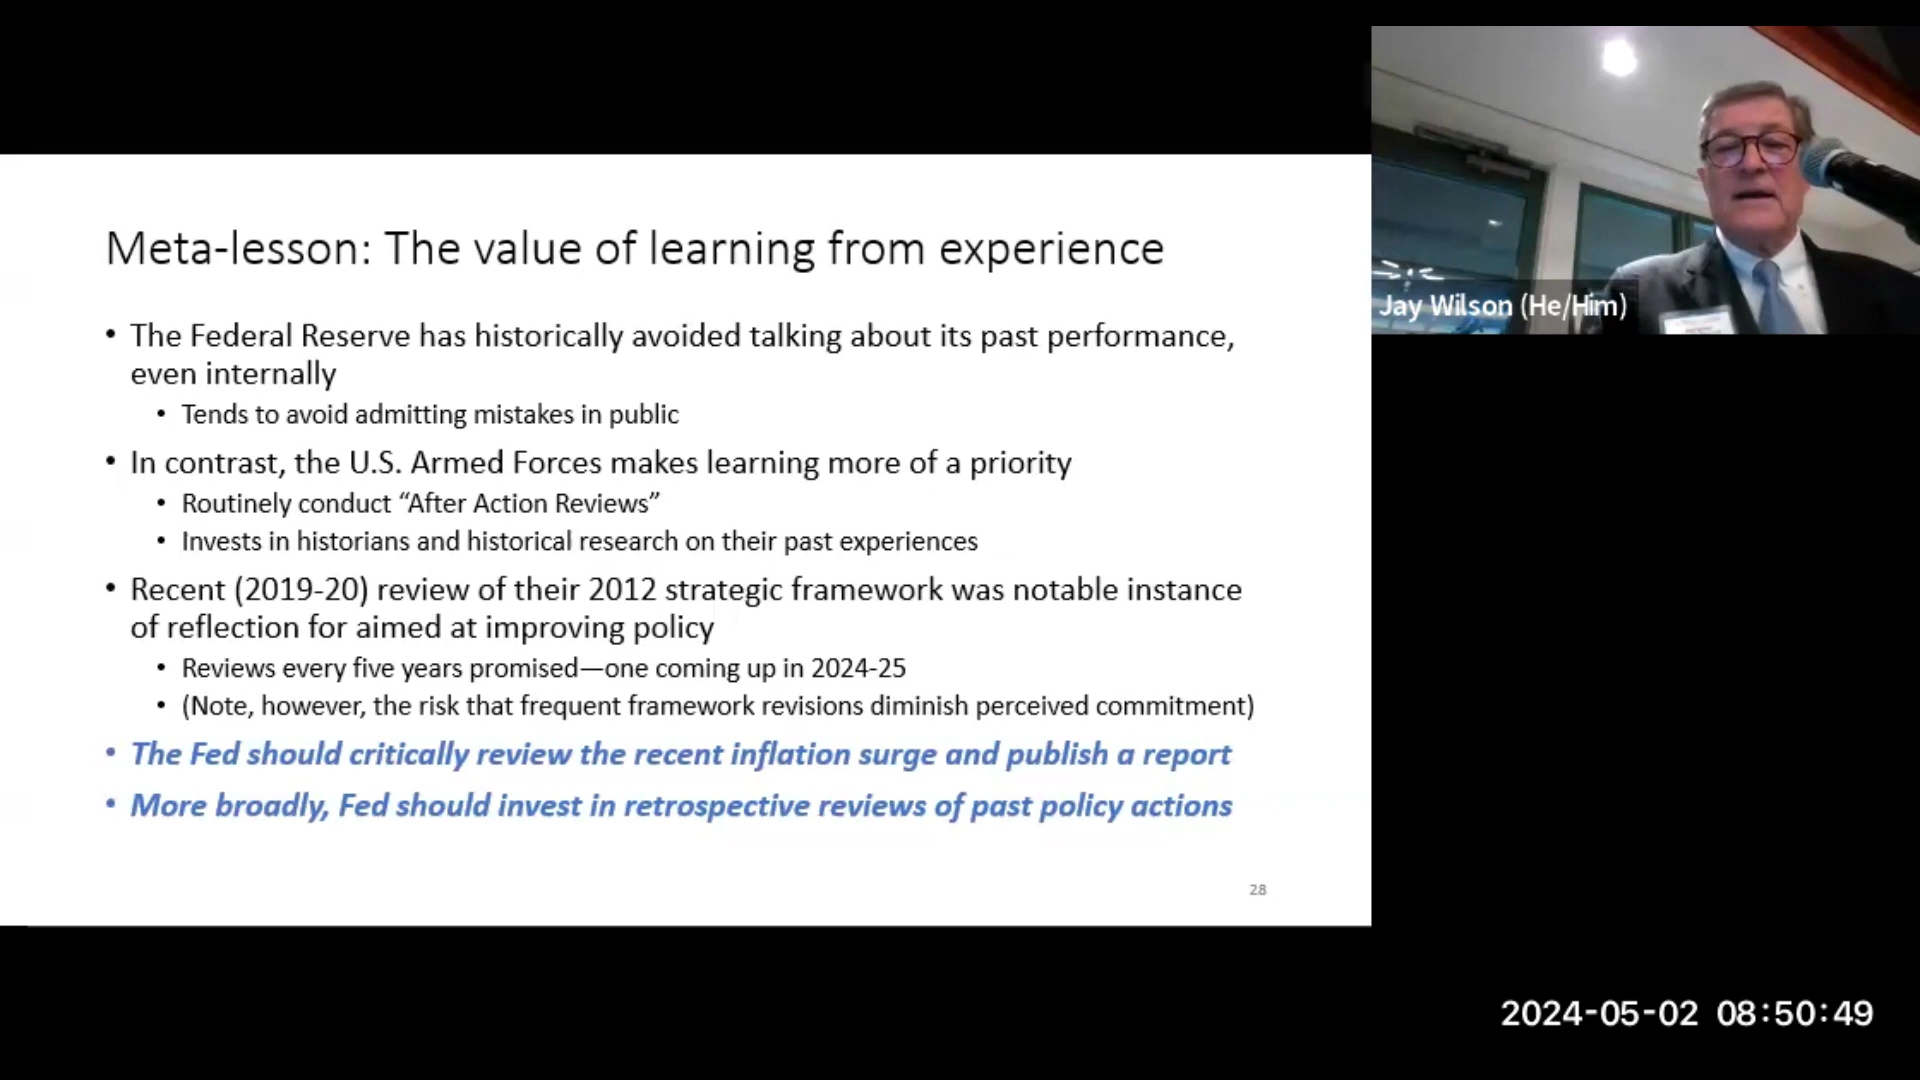 Meta-lesson: The value of learning from experience
• The Federal Reserve has historically avoided talking about its past performance,
even internally
• Tends to avoid admitting mistakes in public
• In contrast, the U.S. Armed Forces makes learning more of a priority
• Routinely conduct “After Action Reviews”
• Invests in historians and historical research on their past experiences
• Recent (2019-20) review of their 2012 strategic framework was notable instance
of reflection for aimed at improving policy
• Reviews every five years promised—one coming up in 2024-25
• (Note, however, the risk that frequent framework revisions diminish perceived commitment)
• The Fed should critically review the recent inflation surge and publish a report
• More broadly, Fed should invest in retrospective reviews of past policy actions
28
Jay Wilson (He/Him)
2024-05-02 08:50:49